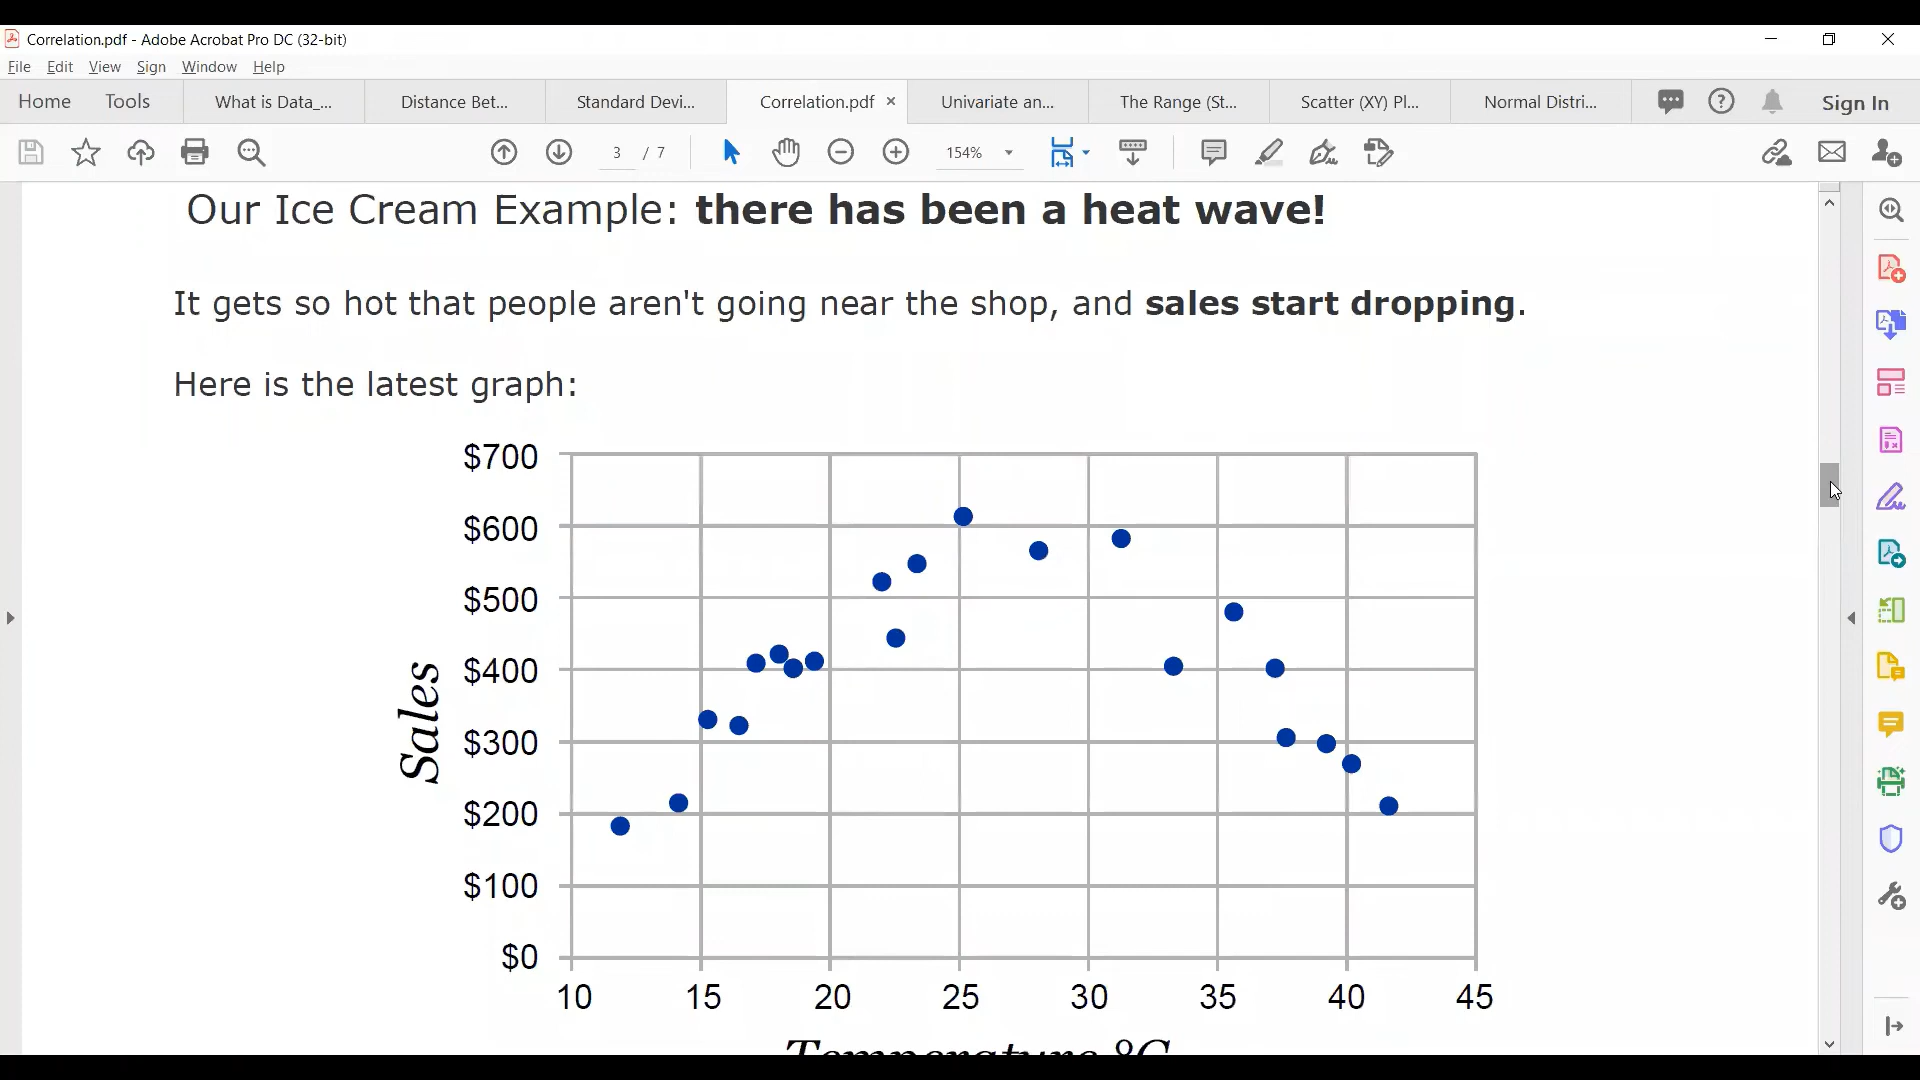 Correlation.pdf - Adobe Acrobat Pro DC (32-bit)
File Edit View Sign Window Help
Home Tools What is Data_... Distance Bet... Standard Devi... Correlation.pdf × Univariate an... The Range (St... Scatter (XY) Pl... Normal Distri... Sign In
3 / 7 154%
Our Ice Cream Example: there has been a heat wave!
It gets so hot that people aren't going near the shop, and sales start dropping.
Here is the latest graph:
$700
$600
$500
$400
$300
$200
$100
$0
Sales
10 15 20 25 30 35 40 45
Temperature °C